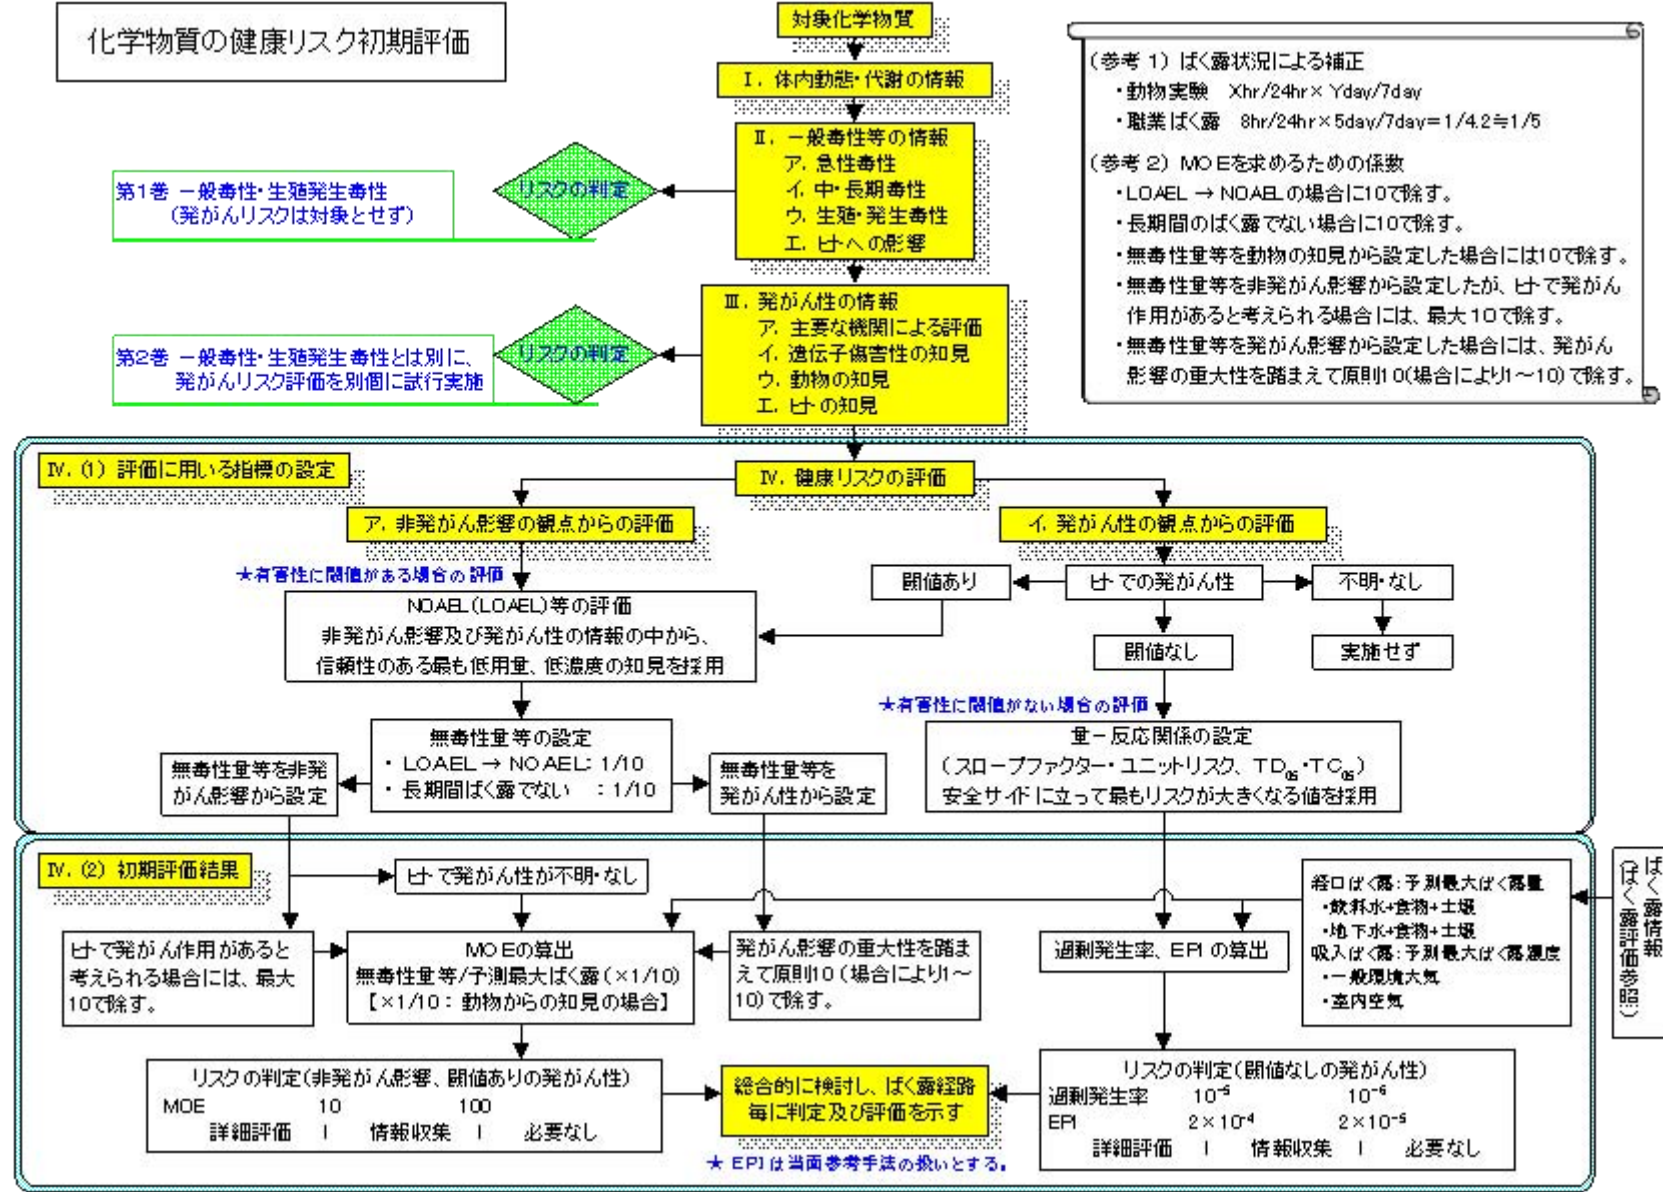 化学物質の健康リスク初期評価
対象化学物質
Ⅰ. 体内動態・代謝の情報
Ⅱ. 一般毒性等の情報
ア. 急性毒性
イ. 中・長期毒性
ウ. 生殖・発生毒性
エ. ヒトへの影響
リスクの判定
第1巻 一般毒性・生殖発生毒性
(発がんリスクは対象とせず)
Ⅲ. 発がん性の情報
ア. 主要な機関による評価
イ. 遺伝子傷害性の知見
ウ. 動物の知見
エ. ヒトの知見
リスクの判定
第2巻 一般毒性・生殖発生毒性とは別に、
発がんリスク評価を別個に試行実施
(参考 1) ばく露状況による補正
・動物実験 Xhr/24hr× Yday/7day
・職業ばく露 8hr/24hr×5day/7day=1/4.2≒1/5
(参考 2) MOEを求めるための係数
・LOAEL → NOAELの場合に10で除す。
・長期間のばく露でない場合に10で除す。
・無毒性量等を動物の知見から設定した場合には10で除す。
・無毒性量等を非発がん影響から設定したが、ヒトで発がん
作用があると考えられる場合には、最大10で除す。
・無毒性量等を発がん影響から設定した場合には、発がん
影響の重大性を踏まえて原則10(場合により1～10)で除す。
Ⅳ. (1) 評価に用いる指標の設定
Ⅳ. 健康リスクの評価
ア. 非発がん影響の観点からの評価
イ. 発がん性の観点からの評価
★有害性に閾値がある場合の評価
閾値あり
ヒトでの発がん性
不明・なし
NOAEL(LOAEL)等の評価
非発がん影響及び発がん性の情報の中から、
信頼性のある最も低用量、低濃度の知見を採用
閾値なし
実施せず
★有害性に閾値がない場合の評価
無毒性量等の設定
・ LOAEL → NOAEL: 1/10
・ 長期間ばく露でない : 1/10
無毒性量等を非発
がん影響から設定
無毒性量等を
発がん性から設定
量－反応関係の設定
(スロープファクター・ユニットリスク、TD05・TC05)
安全サイドに立って最もリスクが大きくなる値を採用
Ⅳ. (2) 初期評価結果
ヒトで発がん性が不明・なし
ヒトで発がん作用があると
考えられる場合には、最大
10で除す。
MOEの算出
無毒性量等/予測最大ばく露(×1/10)
【×1/10: 動物からの知見の場合】
発がん影響の重大性を踏ま
えて原則10(場合により1～
10)で除す。
過剰発生率、EPI の算出
経口ばく露:予測最大ばく露量
・飲料水+食物+土壌
・地下水+食物+土壌
吸入ばく露:予測最大ばく露濃度
・一般環境大気
・室内空気
ばく露情報
(ばく露評価参照)
リスクの判定(非発がん影響、閾値ありの発がん性)
MOE 10 100
詳細評価 | 情報収集 | 必要なし
総合的に検討し、ばく露経路
毎に判定及び評価を示す
★ EPIは当面参考手法の扱いとする。
リスクの判定(閾値なしの発がん性)
過剰発生率 10⁻⁵ 10⁻⁶
EPI 2×10⁻⁴ 2×10⁻⁵
詳細評価 | 情報収集 | 必要なし